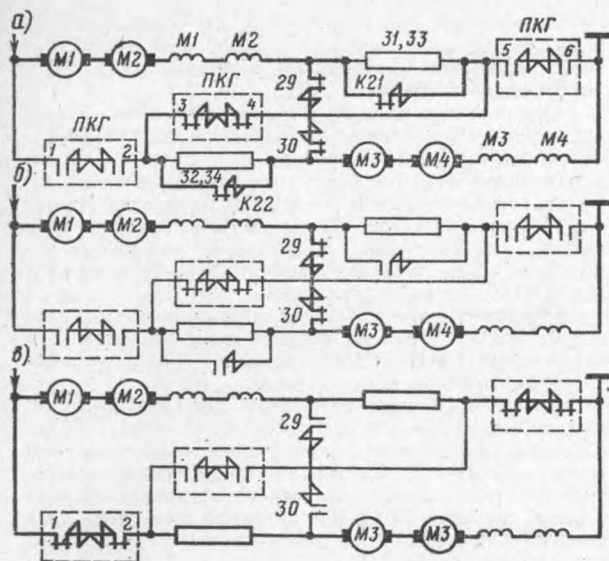 а)
М1 М2 М1 М2 29 31,33 К21 ПКГ 5 6
ПКГ 3 4
ПКГ 1 2
32,34 К22 30 М3 М4 М3 М4
б)
М1 М2 29
30 М3 М4
в)
М1 М2 29
1 2 30 М3 М3